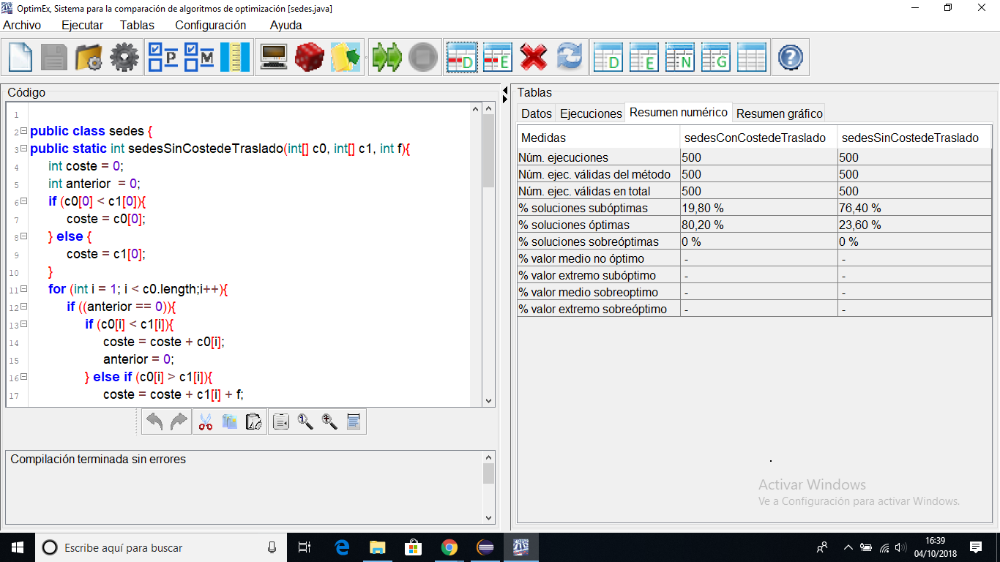 OptimEx, Sistema para la comparación de algoritmos de optimización [sedes.java]
Archivo Ejecutar Tablas Configuración Ayuda
P M D E D E N G
Código
1
2 public class sedes {
3 public static int sedesSinCostedeTraslado(int[] c0, int[] c1, int f){
4 int coste = 0;
5 int anterior = 0;
6 if (c0[0] < c1[0]){
7 coste = c0[0];
8 } else {
9 coste = c1[0];
10 }
11 for (int i = 1; i < c0.length;i++){
12 if ((anterior == 0)){
13 if (c0[i] < c1[i]){
14 coste = coste + c0[i];
15 anterior = 0;
16 } else if (c0[i] > c1[i]){
17 coste = coste + c1[i] + f;
Compilación terminada sin errores
Tablas
Datos Ejecuciones Resumen numérico Resumen gráfico
Medidas sedesConCostedeTraslado sedesSinCostedeTraslado
Núm. ejecuciones 500 500
Núm. ejec. válidas del método 500 500
Núm. ejec. válidas en total 500 500
% soluciones subóptimas 19,80 % 76,40 %
% soluciones óptimas 80,20 % 23,60 %
% soluciones sobreóptimas 0 % 0 %
% valor medio no óptimo - -
% valor extremo subóptimo - -
% valor medio sobreoptimo - -
% valor extremo sobreóptimo - -
Activar Windows
Ve a Configuración para activar Windows.
Escribe aquí para buscar
16:39
04/10/2018